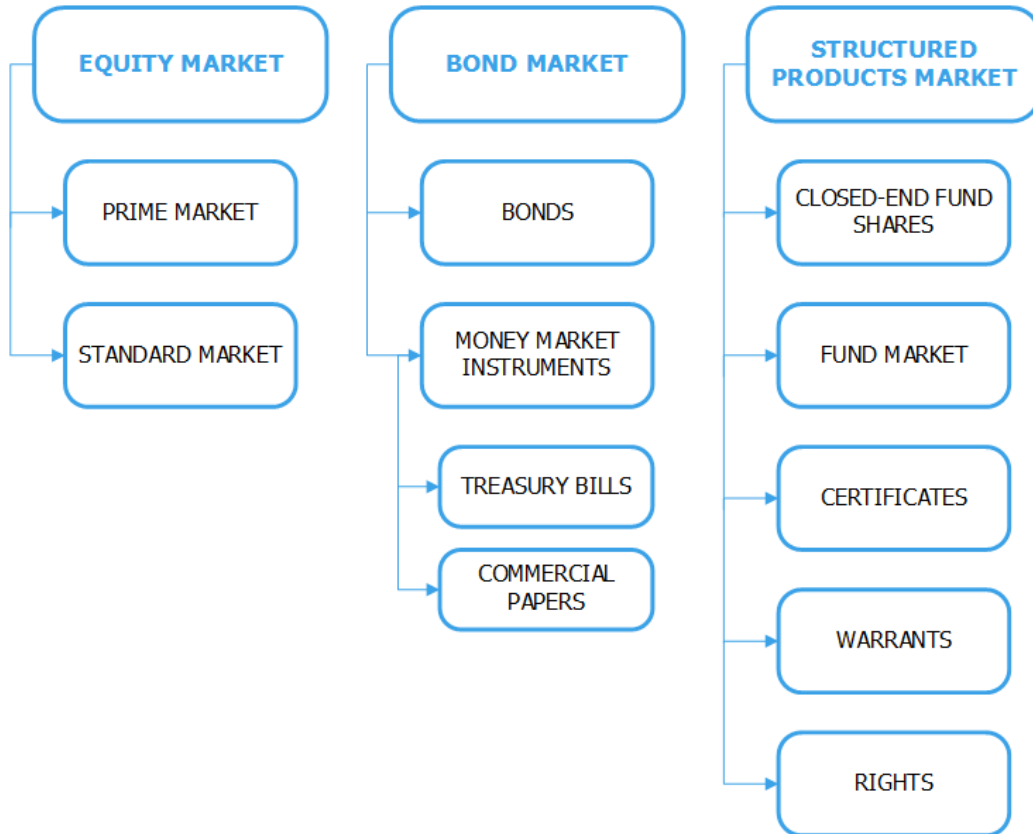 EQUITY MARKET
PRIME MARKET
STANDARD MARKET
BOND MARKET
BONDS
MONEY MARKET
INSTRUMENTS
TREASURY BILLS
COMMERCIAL
PAPERS
STRUCTURED
PRODUCTS MARKET
CLOSED-END FUND
SHARES
FUND MARKET
CERTIFICATES
WARRANTS
RIGHTS